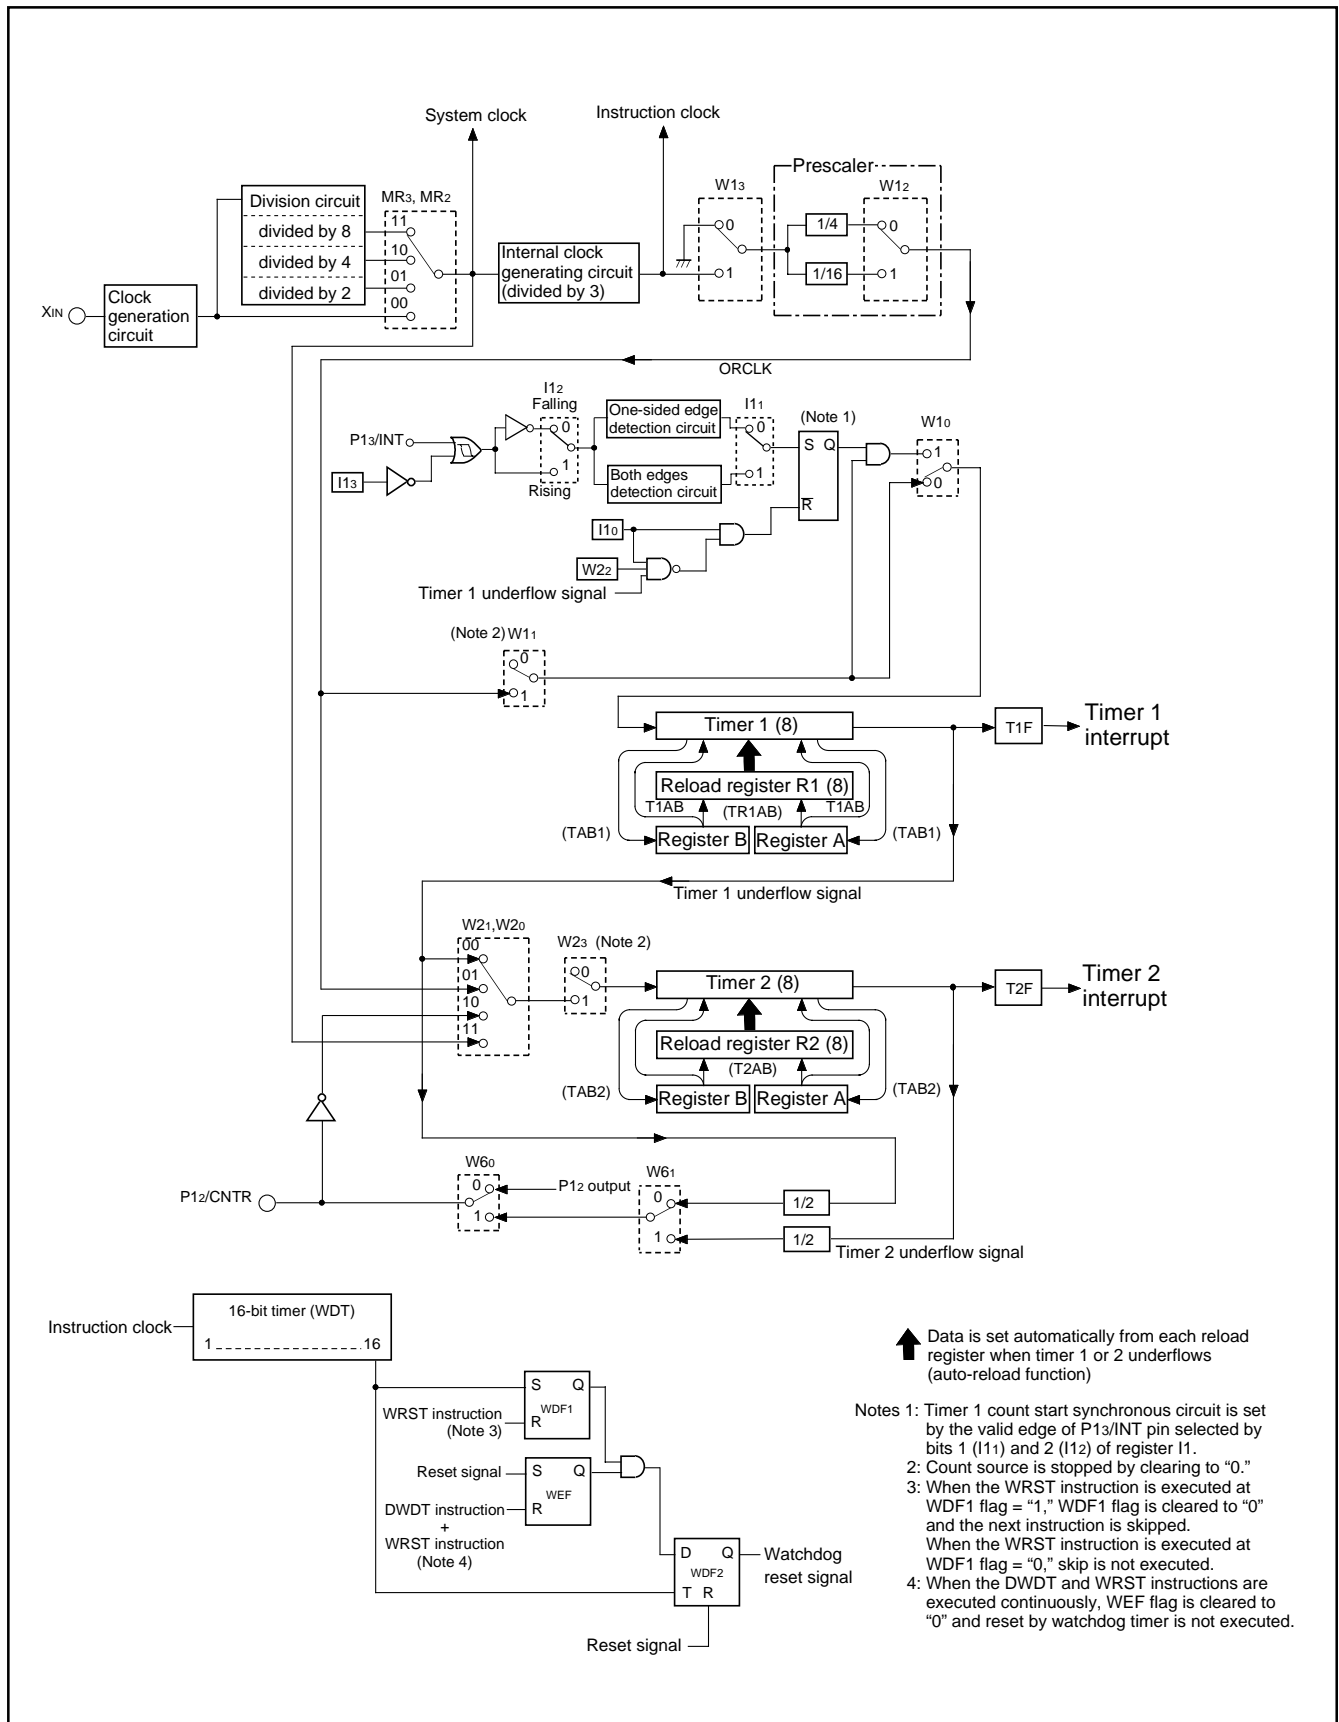 System clock
Instruction clock
Prescaler
Division circuit
divided by 8
divided by 4
divided by 2
MR3, MR2
11
10
01
00
Internal clock
generating circuit
(divided by 3)
W13
0
1
1/4
1/16
W12
0
1
XIN
Clock
generation
circuit
ORCLK
P13/INT
I13
I12
Falling
0
1
Rising
One-sided edge
detection circuit
Both edges
detection circuit
I11
0
1
(Note 1)
S Q
R
W10
1
0
I10
W22
Timer 1 underflow signal
(Note 2) W11
0
1
Timer 1 (8)
T1F
Timer 1
interrupt
Reload register R1 (8)
T1AB
(TR1AB)
T1AB
(TAB1)
Register B
Register A
(TAB1)
Timer 1 underflow signal
W21,W20
00
01
10
11
W23 (Note 2)
0
1
Timer 2 (8)
T2F
Timer 2
interrupt
Reload register R2 (8)
(T2AB)
(TAB2)
Register B
Register A
(TAB2)
P12/CNTR
W60
0
1
P12 output
W61
0
1
1/2
1/2
Timer 2 underflow signal
Instruction clock
16-bit timer (WDT)
1
16
S Q
WDF1
R
WRST instruction
(Note 3)
Reset signal
S Q
WEF
R
DWDT instruction
+
WRST instruction
(Note 4)
D Q
WDF2
T R
Watchdog
reset signal
Reset signal
Data is set automatically from each reload
register when timer 1 or 2 underflows
(auto-reload function)
Notes 1: Timer 1 count start synchronous circuit is set
by the valid edge of P13/INT pin selected by
bits 1 (I11) and 2 (I12) of register I1.
2: Count source is stopped by clearing to “0.”
3: When the WRST instruction is executed at
WDF1 flag = “1,” WDF1 flag is cleared to “0”
and the next instruction is skipped.
When the WRST instruction is executed at
WDF1 flag = “0,” skip is not executed.
4: When the DWDT and WRST instructions are
executed continuously, WEF flag is cleared to
“0” and reset by watchdog timer is not executed.